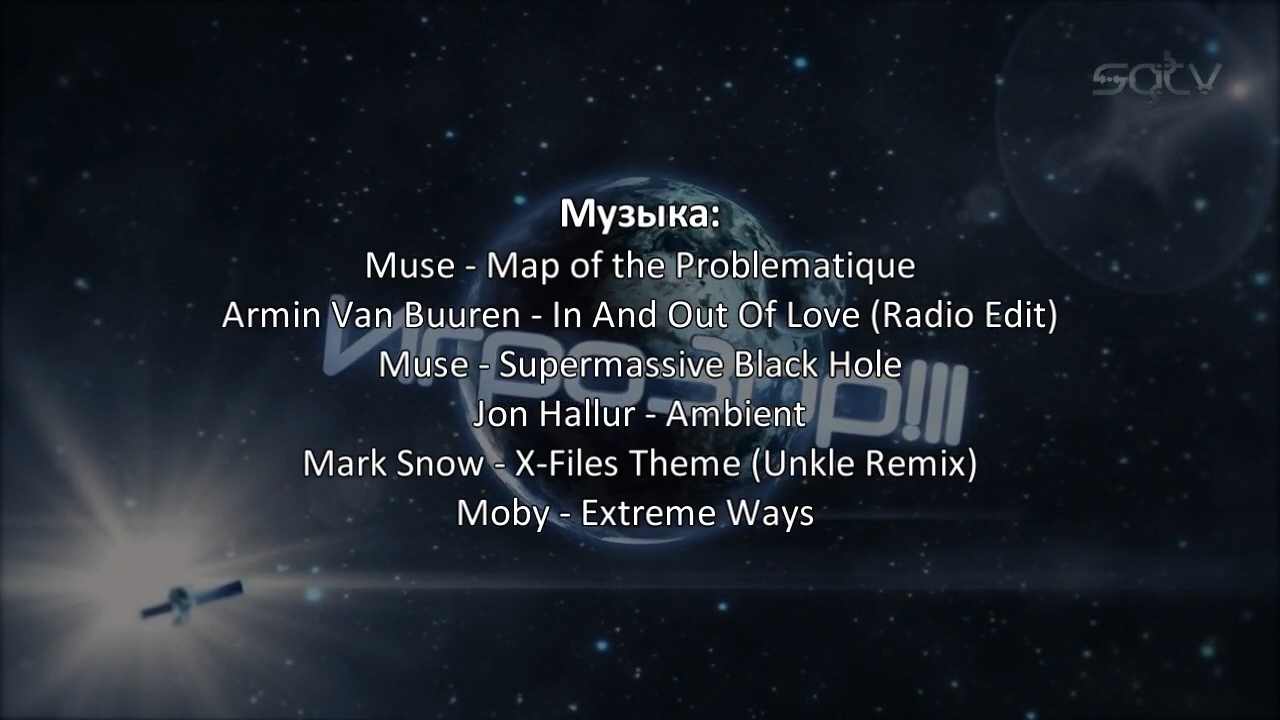 sgtv
Музыка:
Muse - Map of the Problematique
Armin Van Buuren - In And Out Of Love (Radio Edit)
Muse - Supermassive Black Hole
Jon Hallur - Ambient
Mark Snow - X-Files Theme (Unkle Remix)
Moby - Extreme Ways